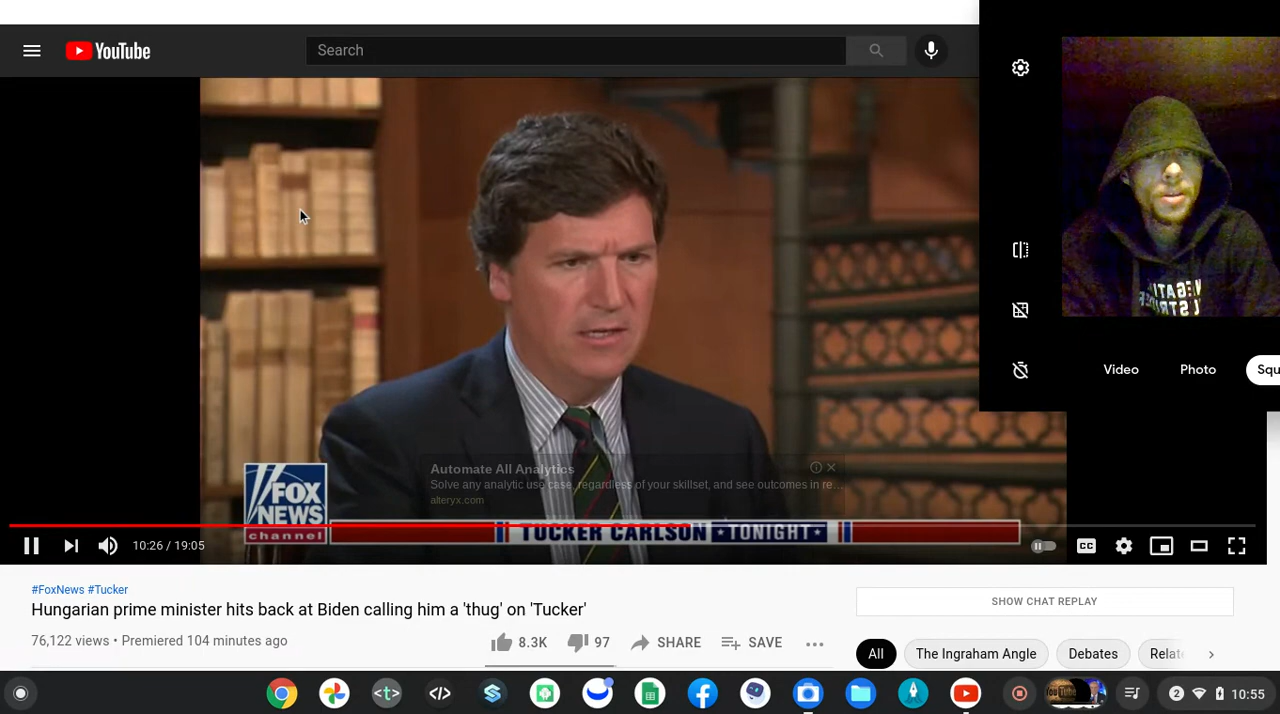 YouTube
Search
Automate All Analytics
Solve any analytic use case, regardless of your skillset, and see outcomes in re...
alteryx.com
FOX
NEWS
channel
TUCKER CARLSON TONIGHT
10:26 / 19:05
CC
Video
Photo
Squ
#FoxNews #Tucker
Hungarian prime minister hits back at Biden calling him a 'thug' on 'Tucker'
76,122 views • Premiered 104 minutes ago
8.3K
97
SHARE
SAVE
SHOW CHAT REPLAY
All
The Ingraham Angle
Debates
Relate
2
10:55